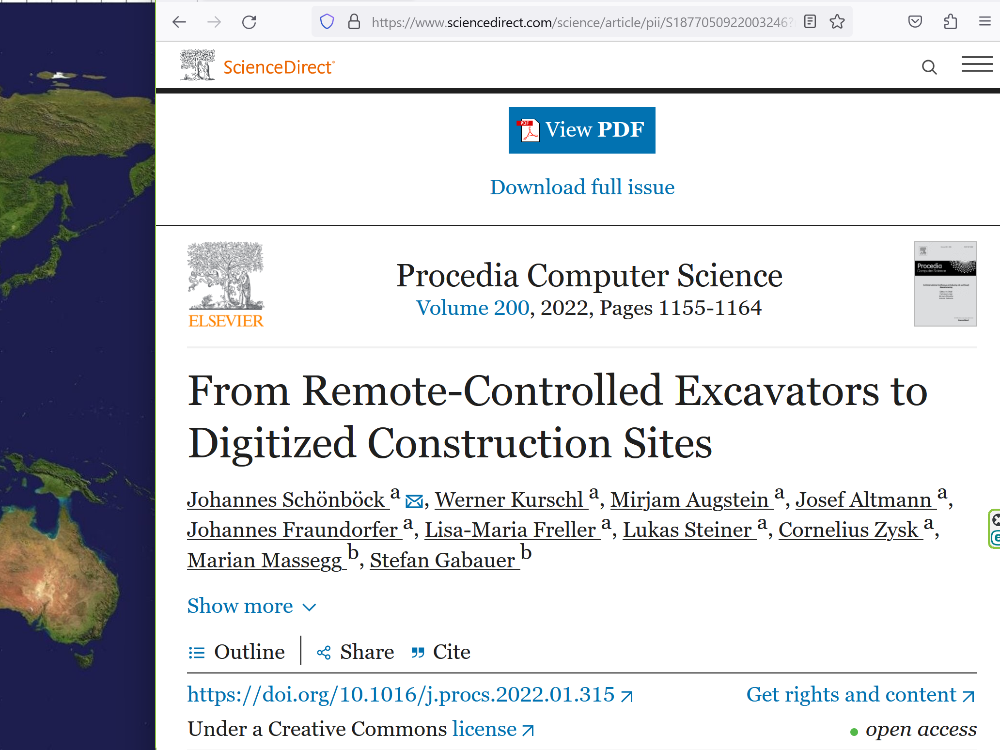 https://www.sciencedirect.com/science/article/pii/S1877050922003246?
ScienceDirect
PDF View PDF
Download full issue
ELSEVIER
Procedia Computer Science
Volume 200, 2022, Pages 1155-1164
Procedia
Computer Science
From Remote-Controlled Excavators to
Digitized Construction Sites
Johannes Schönböck a, Werner Kurschl a, Mirjam Augstein a, Josef Altmann a,
Johannes Fraundorfer a, Lisa-Maria Freller a, Lukas Steiner a, Cornelius Zysk a,
Marian Massegg b, Stefan Gabauer b
Show more
Outline Share Cite
https://doi.org/10.1016/j.procs.2022.01.315 Get rights and content
Under a Creative Commons license open access